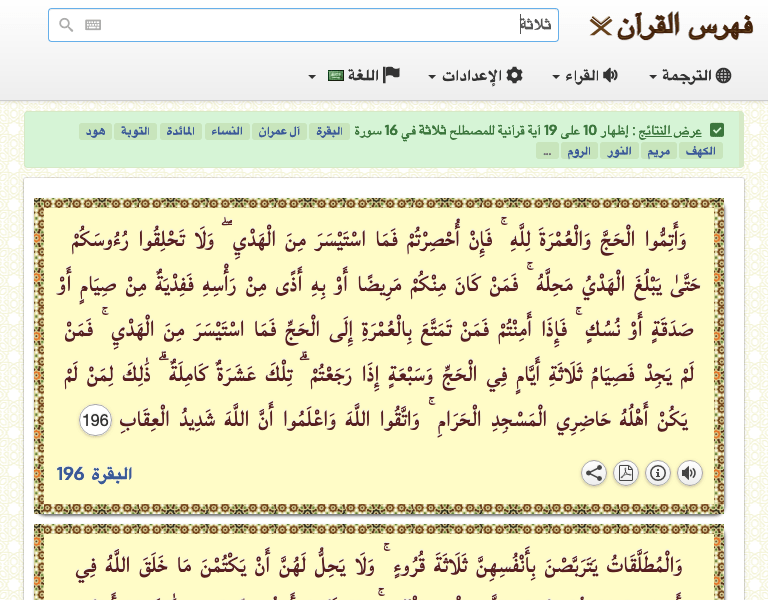 فهرس القرآن
ثلاثة
الترجمة القراء الإعدادات اللغة
عرض النتائج : إظهار 10 على 19 آية قرآنية للمصطلح ثلاثة في 16 سورة البقرة آل عمران النساء المائدة التوبة هود
الكهف مريم النور الروم ...
وَأَتِمُّوا الْحَجَّ وَالْعُمْرَةَ لِلَّهِ ۚ فَإِنْ أُحْصِرْتُمْ فَمَا اسْتَيْسَرَ مِنَ الْهَدْيِ ۖ وَلَا تَحْلِقُوا رُءُوسَكُمْ
حَتَّىٰ يَبْلُغَ الْهَدْيُ مَحِلَّهُ ۚ فَمَنْ كَانَ مِنْكُمْ مَرِيضًا أَوْ بِهِ أَذًى مِنْ رَأْسِهِ فَفِدْيَةٌ مِنْ صِيَامٍ أَوْ
صَدَقَةٍ أَوْ نُسُكٍ ۚ فَإِذَا أَمِنْتُمْ فَمَنْ تَمَتَّعَ بِالْعُمْرَةِ إِلَى الْحَجِّ فَمَا اسْتَيْسَرَ مِنَ الْهَدْيِ ۚ فَمَنْ
لَمْ يَجِدْ فَصِيَامُ ثَلَاثَةِ أَيَّامٍ فِي الْحَجِّ وَسَبْعَةٍ إِذَا رَجَعْتُمْ ۗ تِلْكَ عَشَرَةٌ كَامِلَةٌ ۗ ذَٰلِكَ لِمَنْ لَمْ
يَكُنْ أَهْلُهُ حَاضِرِي الْمَسْجِدِ الْحَرَامِ ۚ وَاتَّقُوا اللَّهَ وَاعْلَمُوا أَنَّ اللَّهَ شَدِيدُ الْعِقَابِ 196
البقرة 196
وَالْمُطَلَّقَاتُ يَتَرَبَّصْنَ بِأَنْفُسِهِنَّ ثَلَاثَةَ قُرُوءٍ ۚ وَلَا يَحِلُّ لَهُنَّ أَنْ يَكْتُمْنَ مَا خَلَقَ اللَّهُ فِي